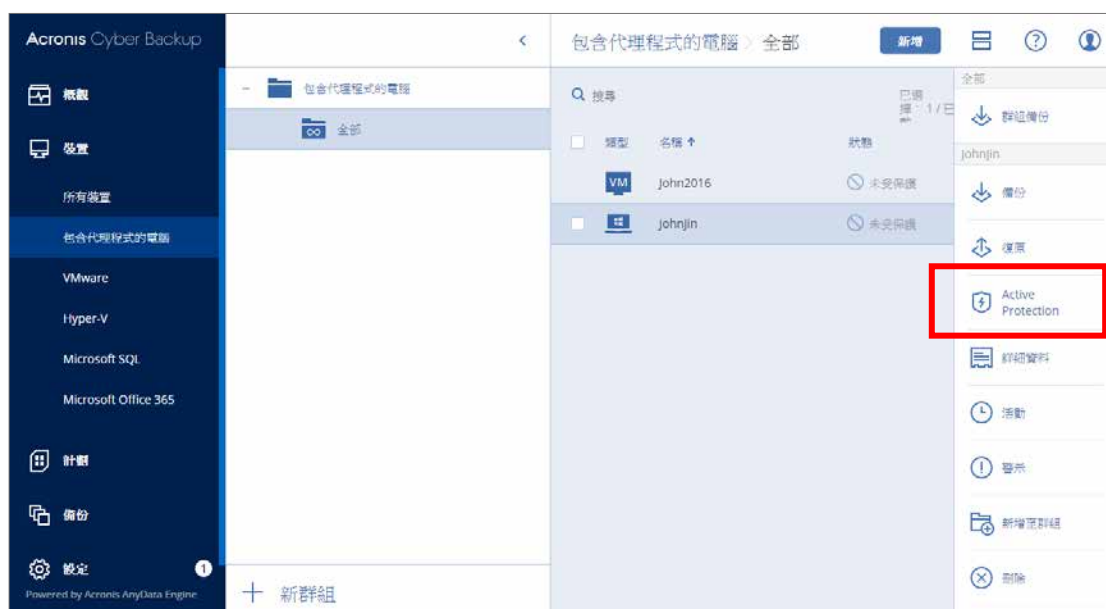 Acronis Cyber Backup
概觀
裝置
所有裝置
包含代理程式的電腦
VMware
Hyper-V
Microsoft SQL
Microsoft Office 365
計劃
備份
設定
1
Powered by Acronis AnyData Engine
包含代理程式的電腦
全部
新群組
包含代理程式的電腦 > 全部
新增
搜尋
已選擇: 1 / 已
類型 名稱 狀態
VM John2016 未受保護
johnjin 未受保護
全部
群組備份
JohnJin
備份
復原
Active
Protection
詳細資料
活動
警示
新增至群組
刪除